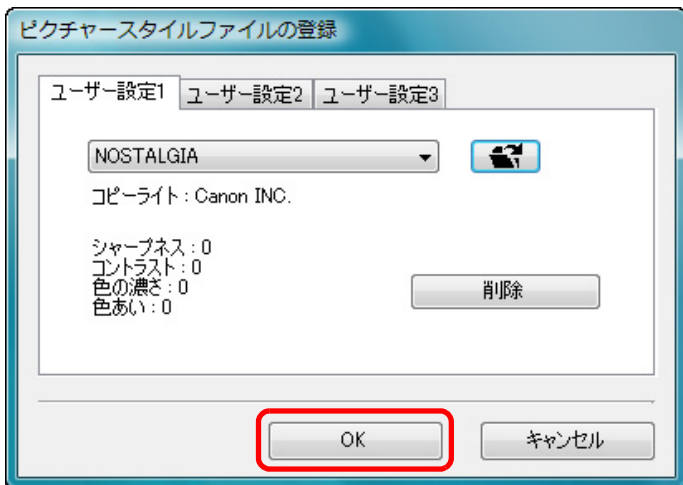 ピクチャースタイルファイルの登録
ユーザー設定1 ユーザー設定2 ユーザー設定3
NOSTALGIA
コピーライト : Canon INC.
シャープネス : 0
コントラスト : 0
色の濃さ : 0
色あい : 0
削除
OK キャンセル